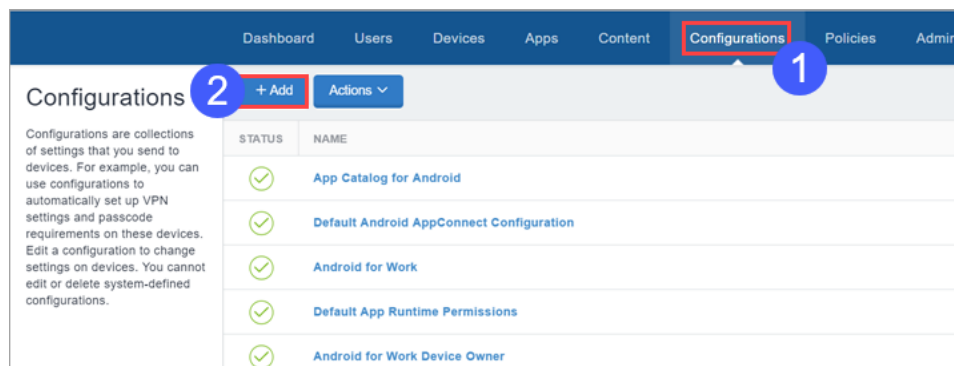 Dashboard Users Devices Apps Content Configurations Policies Admin
1
Configurations
2
+ Add
Actions
Configurations are collections
of settings that you send to
devices. For example, you can
use configurations to
automatically set up VPN
settings and passcode
requirements on these devices.
Edit a configuration to change
settings on devices. You cannot
edit or delete system-defined
configurations.
STATUS NAME
App Catalog for Android
Default Android AppConnect Configuration
Android for Work
Default App Runtime Permissions
Android for Work Device Owner